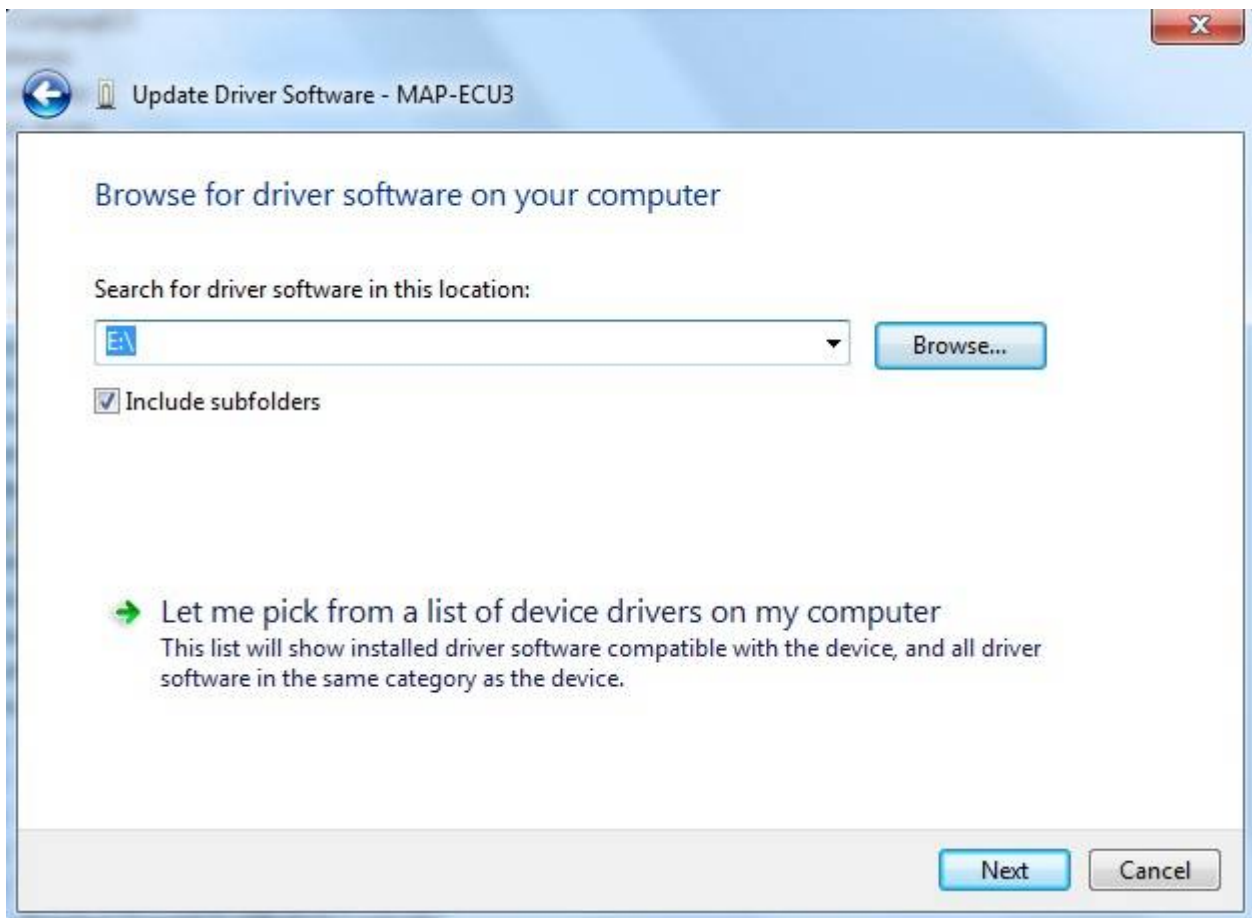 Update Driver Software - MAP-ECU3
Browse for driver software on your computer
Search for driver software in this location:
E:\
Browse...
Include subfolders
Let me pick from a list of device drivers on my computer
This list will show installed driver software compatible with the device, and all driver
software in the same category as the device.
Next
Cancel